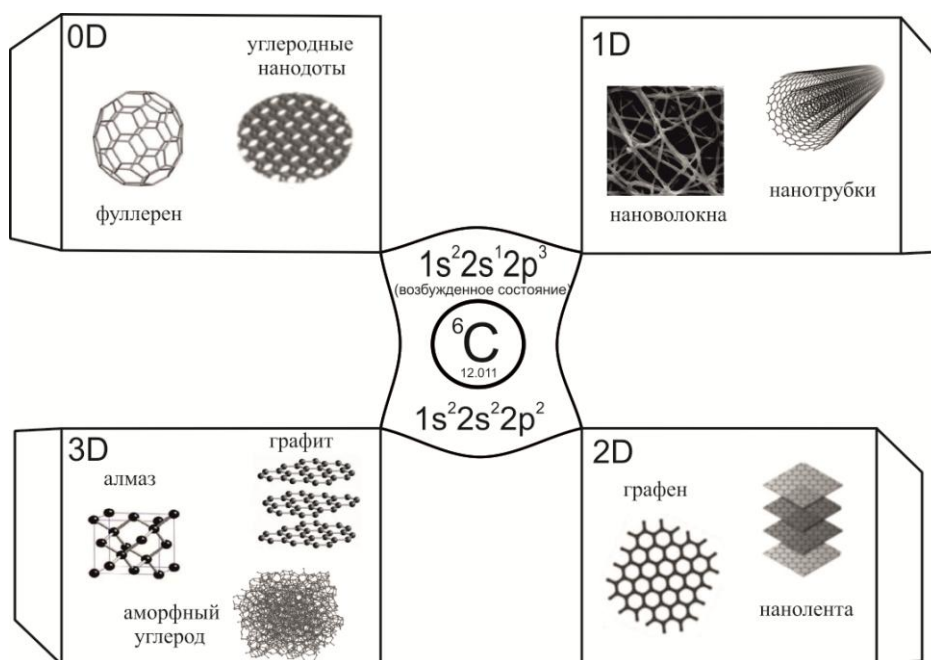 0D
углеродные
нанодоты
фуллерен
1D
нановолокна
нанотрубки
1s²2s¹2p³
(возбужденное состояние)
⁶C
12.011
1s²2s²2p²
3D
графит
алмаз
аморфный
углерод
2D
графен
нанолента